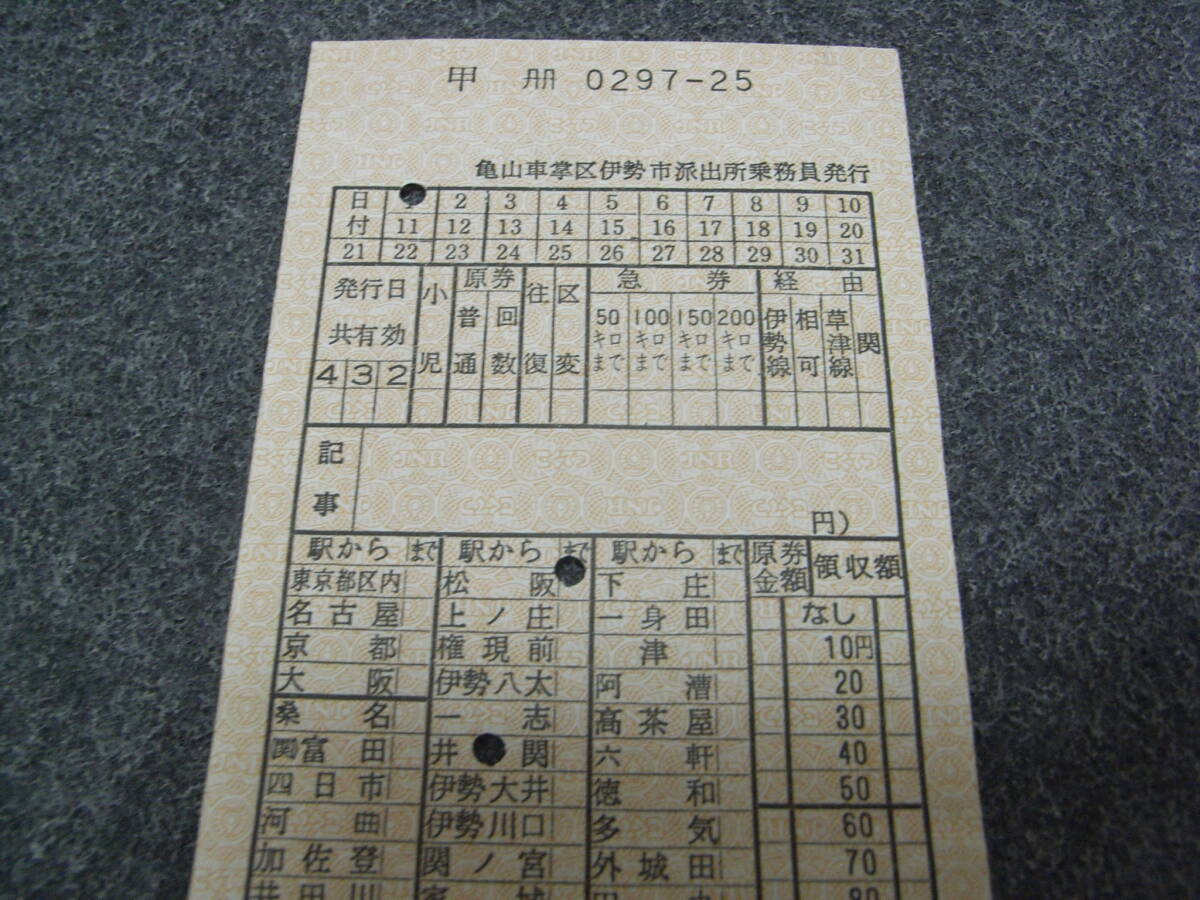 甲 册 0297-25
亀山車掌区伊勢市派出所乗務員発行
日 1 2 3 4 5 6 7 8 9 10
付 11 12 13 14 15 16 17 18 19 20
21 22 23 24 25 26 27 28 29 30 31
発行日共有効 小児 原券 普通 回数 往復 区変 急券 50キロまで 100キロまで 150キロまで 200キロまで 経由 伊勢線 相可 草津線 関
4 3 2
記事
円)
駅から まで 駅から まで 駅から まで 原券金額 領収額
東京都区内 松阪 下庄 なし
名古屋 上ノ庄 一身田 10円
京都 権現前 津 20
大阪 伊勢八太 阿漕 30
桑名 一志 高茶屋 40
関富田 井関 六軒 50
四日市 伊勢大井 徳和 60
河曲 伊勢川口 多気 70
加佐登 関ノ宮 外城田 80
井田川 家城